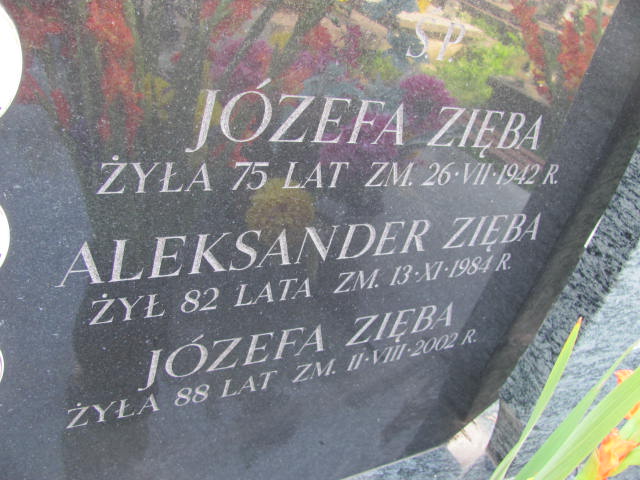 Ś.P.
JÓZEFA ZIĘBA
ŻYŁA 75 LAT ZM. 26·VII·1942 R.
ALEKSANDER ZIĘBA
ŻYŁ 82 LATA ZM. 13·XI·1984 R.
JÓZEFA ZIĘBA
ŻYŁA 88 LAT ZM. 11·VIII·2002 R.